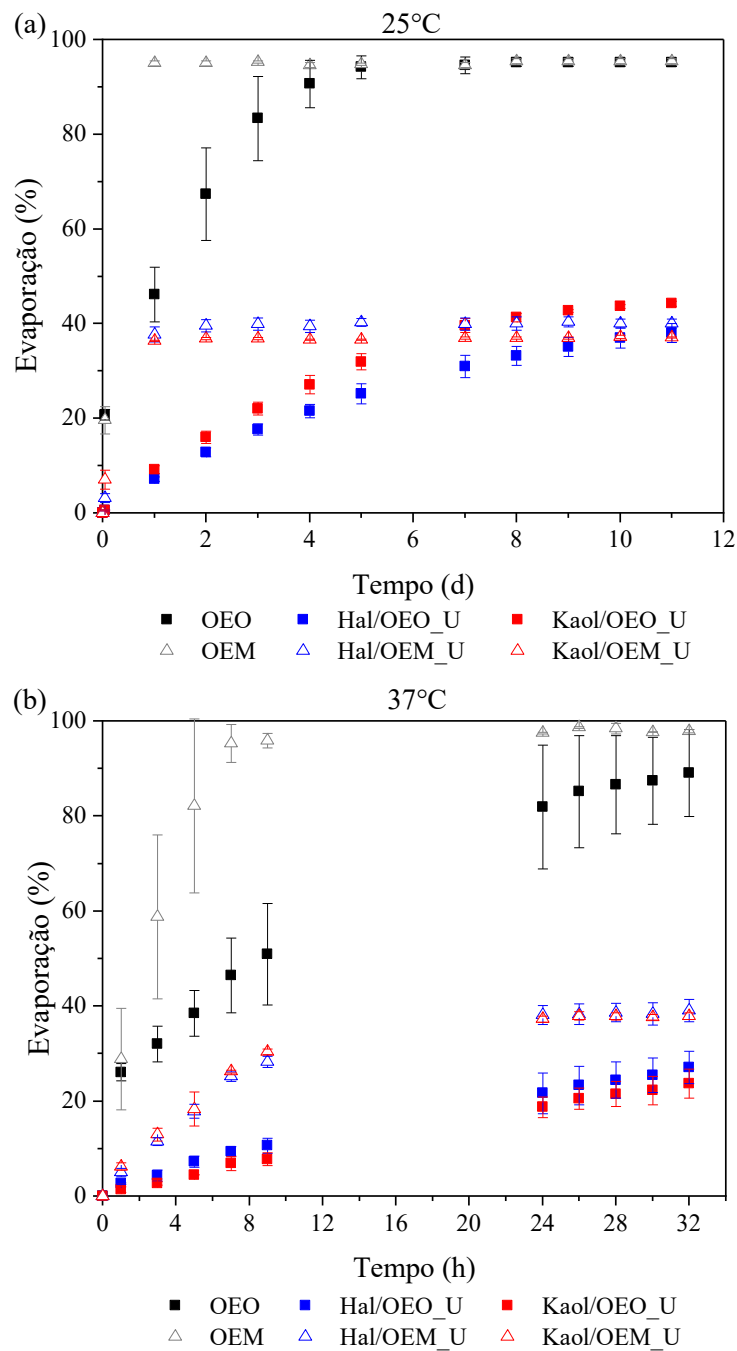 (a) 25°C
100
80
60
40
20
0
Evaporação (%)
0 2 4 6 8 10 12
Tempo (d)
OEO Hal/OEO_U Kaol/OEO_U
OEM Hal/OEM_U Kaol/OEM_U
(b) 37°C
100
80
60
40
20
0
Evaporação (%)
0 4 8 12 16 20 24 28 32
Tempo (h)
OEO Hal/OEO_U Kaol/OEO_U
OEM Hal/OEM_U Kaol/OEM_U